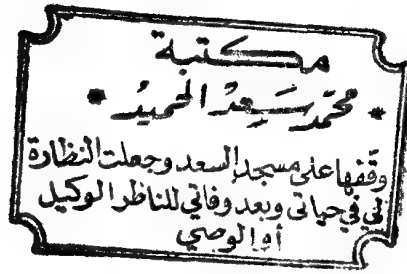 مكتبة
* محمد سعد الحميد *
وقفها على مسجد السعد وجعلت النظارة
لي في حياتي وبعد وفاتي للناظر الوكيل
أو الوصي